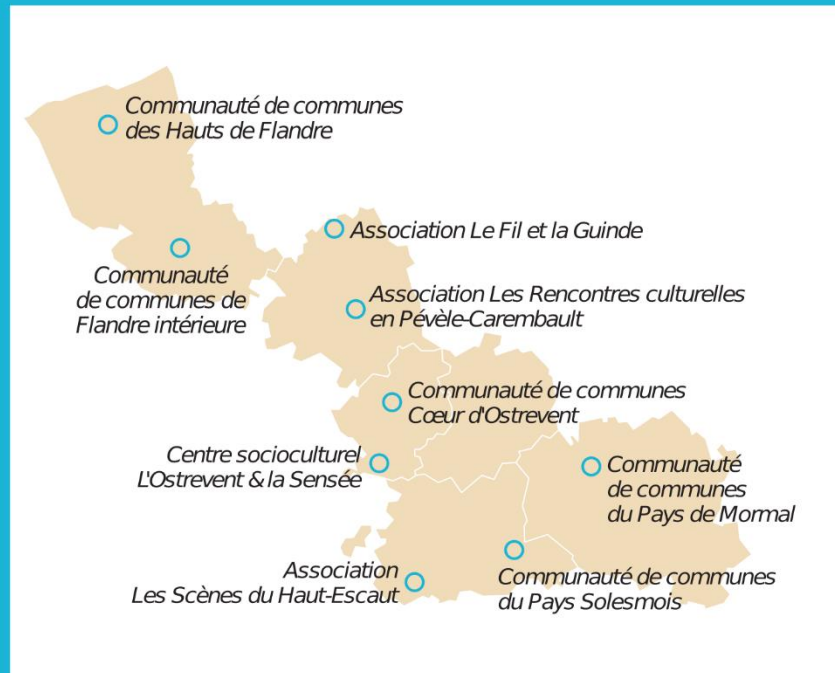 Communauté de communes
des Hauts de Flandre
Association Le Fil et la Guinde
Communauté
de communes de
Flandre intérieure
Association Les Rencontres culturelles
en Pévèle-Carembault
Communauté de communes
Cœur d'Ostrevent
Centre socioculturel
L'Ostrevent & la Sensée
Communauté
de communes
du Pays de Mormal
Association
Les Scènes du Haut-Escaut
Communauté de communes
du Pays Solesmois